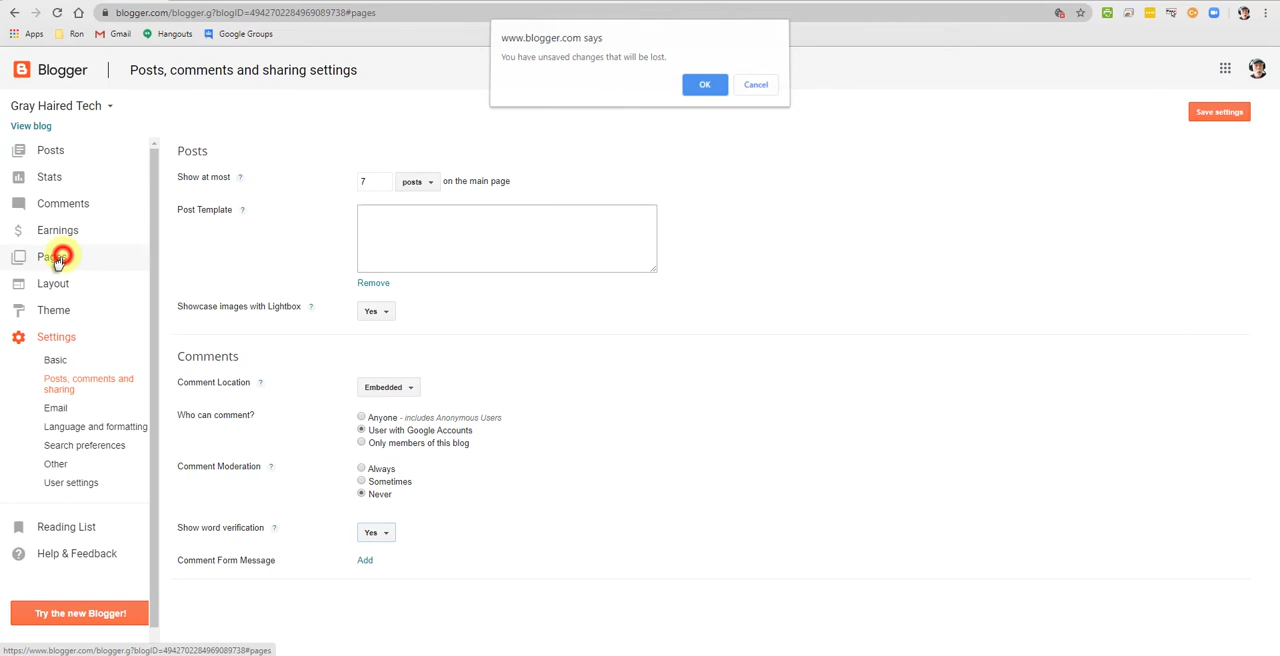 blogger.com/blogger.g?blogID=4942702284969089738#pages
Apps Ron Gmail Hangouts Google Groups
www.blogger.com says
You have unsaved changes that will be lost.
OK Cancel
Blogger Posts, comments and sharing settings
Gray Haired Tech
View blog
Save settings
Posts
Stats
Comments
Earnings
Pages
Layout
Theme
Settings
Basic
Posts, comments and
sharing
Email
Language and formatting
Search preferences
Other
User settings
Reading List
Help & Feedback
Try the new Blogger!
Posts
Show at most ? 7 posts on the main page
Post Template ?
Remove
Showcase images with Lightbox ? Yes
Comments
Comment Location ? Embedded
Who can comment? Anyone - includes Anonymous Users
User with Google Accounts
Only members of this blog
Comment Moderation ? Always
Sometimes
Never
Show word verification ? Yes
Comment Form Message Add
https://www.blogger.com/blogger.g?blogID=4942702284969089738#pages